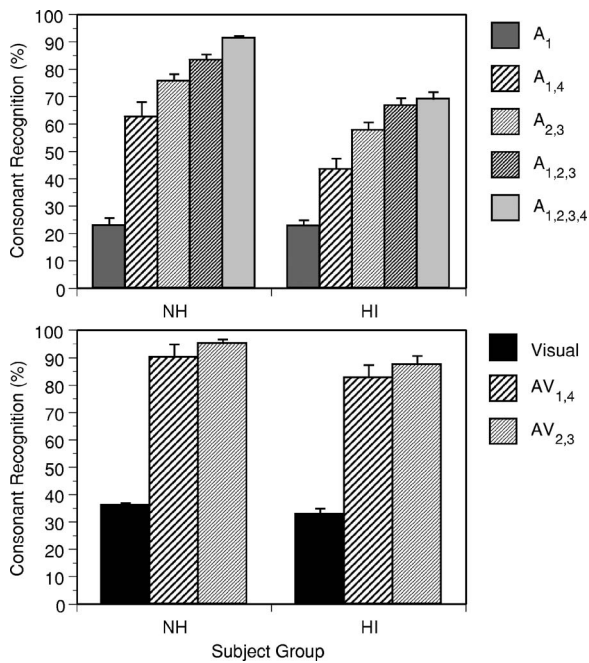 Consonant Recognition (%)
100
90
80
70
60
50
40
30
20
10
0
NH HI
A1
A1,4
A2,3
A1,2,3
A1,2,3,4
Consonant Recognition (%)
100
90
80
70
60
50
40
30
20
10
0
NH HI
Subject Group
Visual
AV1,4
AV2,3